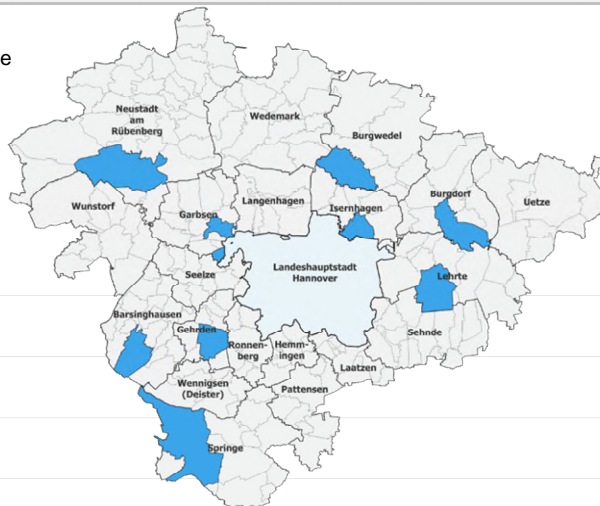 e
Neustadt
am
Rübenberg
Wedemark
Burgwedel
Wunstorf
Garbsen
Langenhagen
Isernhagen
Burgdorf
Uetze
Seelze
Landeshauptstadt
Hannover
Lehrte
Barsinghausen
Gehrden
Ronnen-
berg
Hemm-
ingen
Sehnde
Laatzen
Wennigsen
(Deister)
Pattensen
Springe